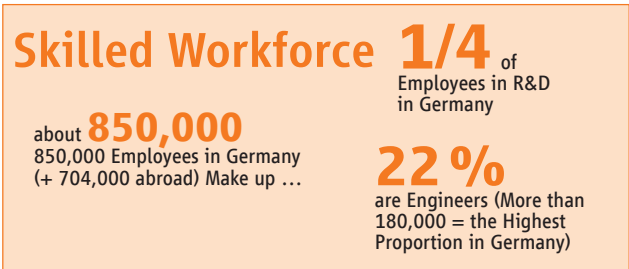 Skilled Workforce
about 850,000
850,000 Employees in Germany
(+ 704,000 abroad) Make up …
1/4 of
Employees in R&D
in Germany
22 %
are Engineers (More than
180,000 = the Highest
Proportion in Germany)